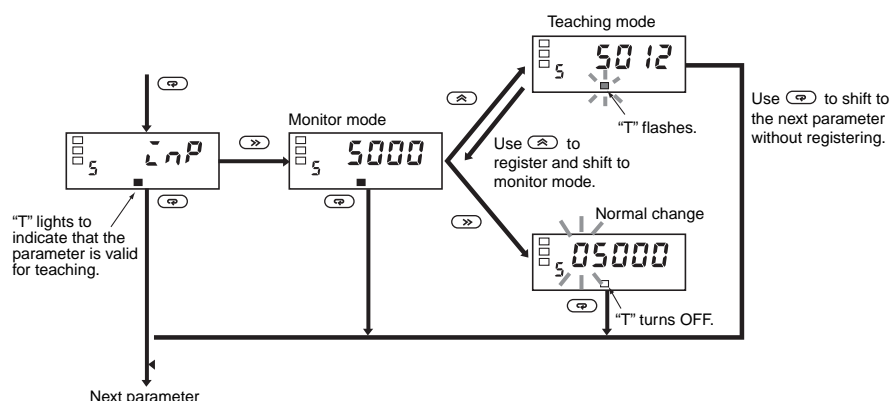 Teaching mode
S 5012
“T” flashes.
Use to shift to
the next parameter
without registering.
Monitor mode
S inP
S 5000
Use to
register and shift to
monitor mode.
“T” lights to
indicate that the
parameter is valid
for teaching.
Normal change
S 05000
“T” turns OFF.
Next parameter